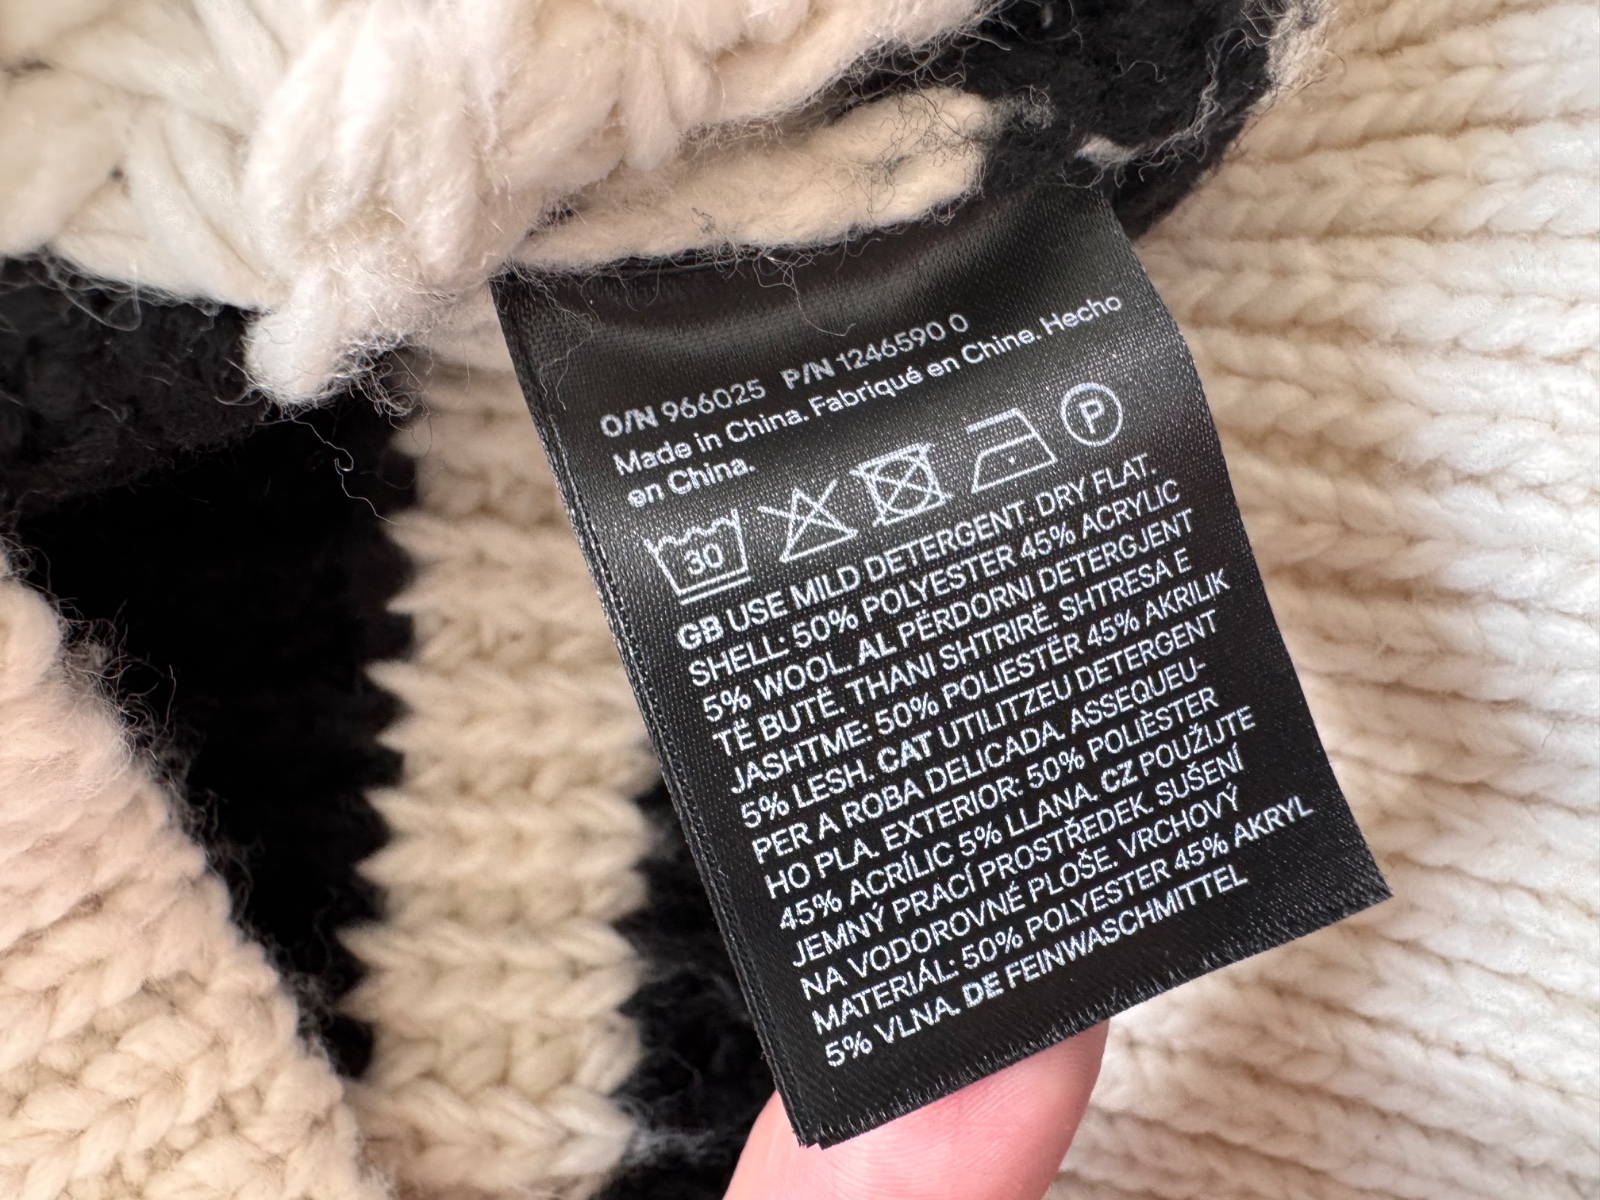 O/N 966025 P/N 1246590 0
Made in China. Fabriqué en Chine. Hecho
en China.
30 P
GB USE MILD DETERGENT. DRY FLAT.
SHELL: 50% POLYESTER 45% ACRYLIC
5% WOOL. AL PËRDORNI DETERGJENT
TË BUTË. THANI SHTRIRË. SHTRESA E
JASHTME: 50% POLIESTËR 45% AKRILIK
5% LESH. CAT UTILITZEU DETERGENT
PER A ROBA DELICADA. ASSEQUEU-
HO PLA. EXTERIOR: 50% POLIÈSTER
45% ACRÍLIC 5% LLANA. CZ POUŽIJTE
JEMNÝ PRACÍ PROSTŘEDEK. SUŠENÍ
NA VODOROVNÉ PLOŠE. VRCHOVÝ
MATERIÁL: 50% POLYESTER 45% AKRYL
5% VLNA. DE FEINWASCHMITTEL